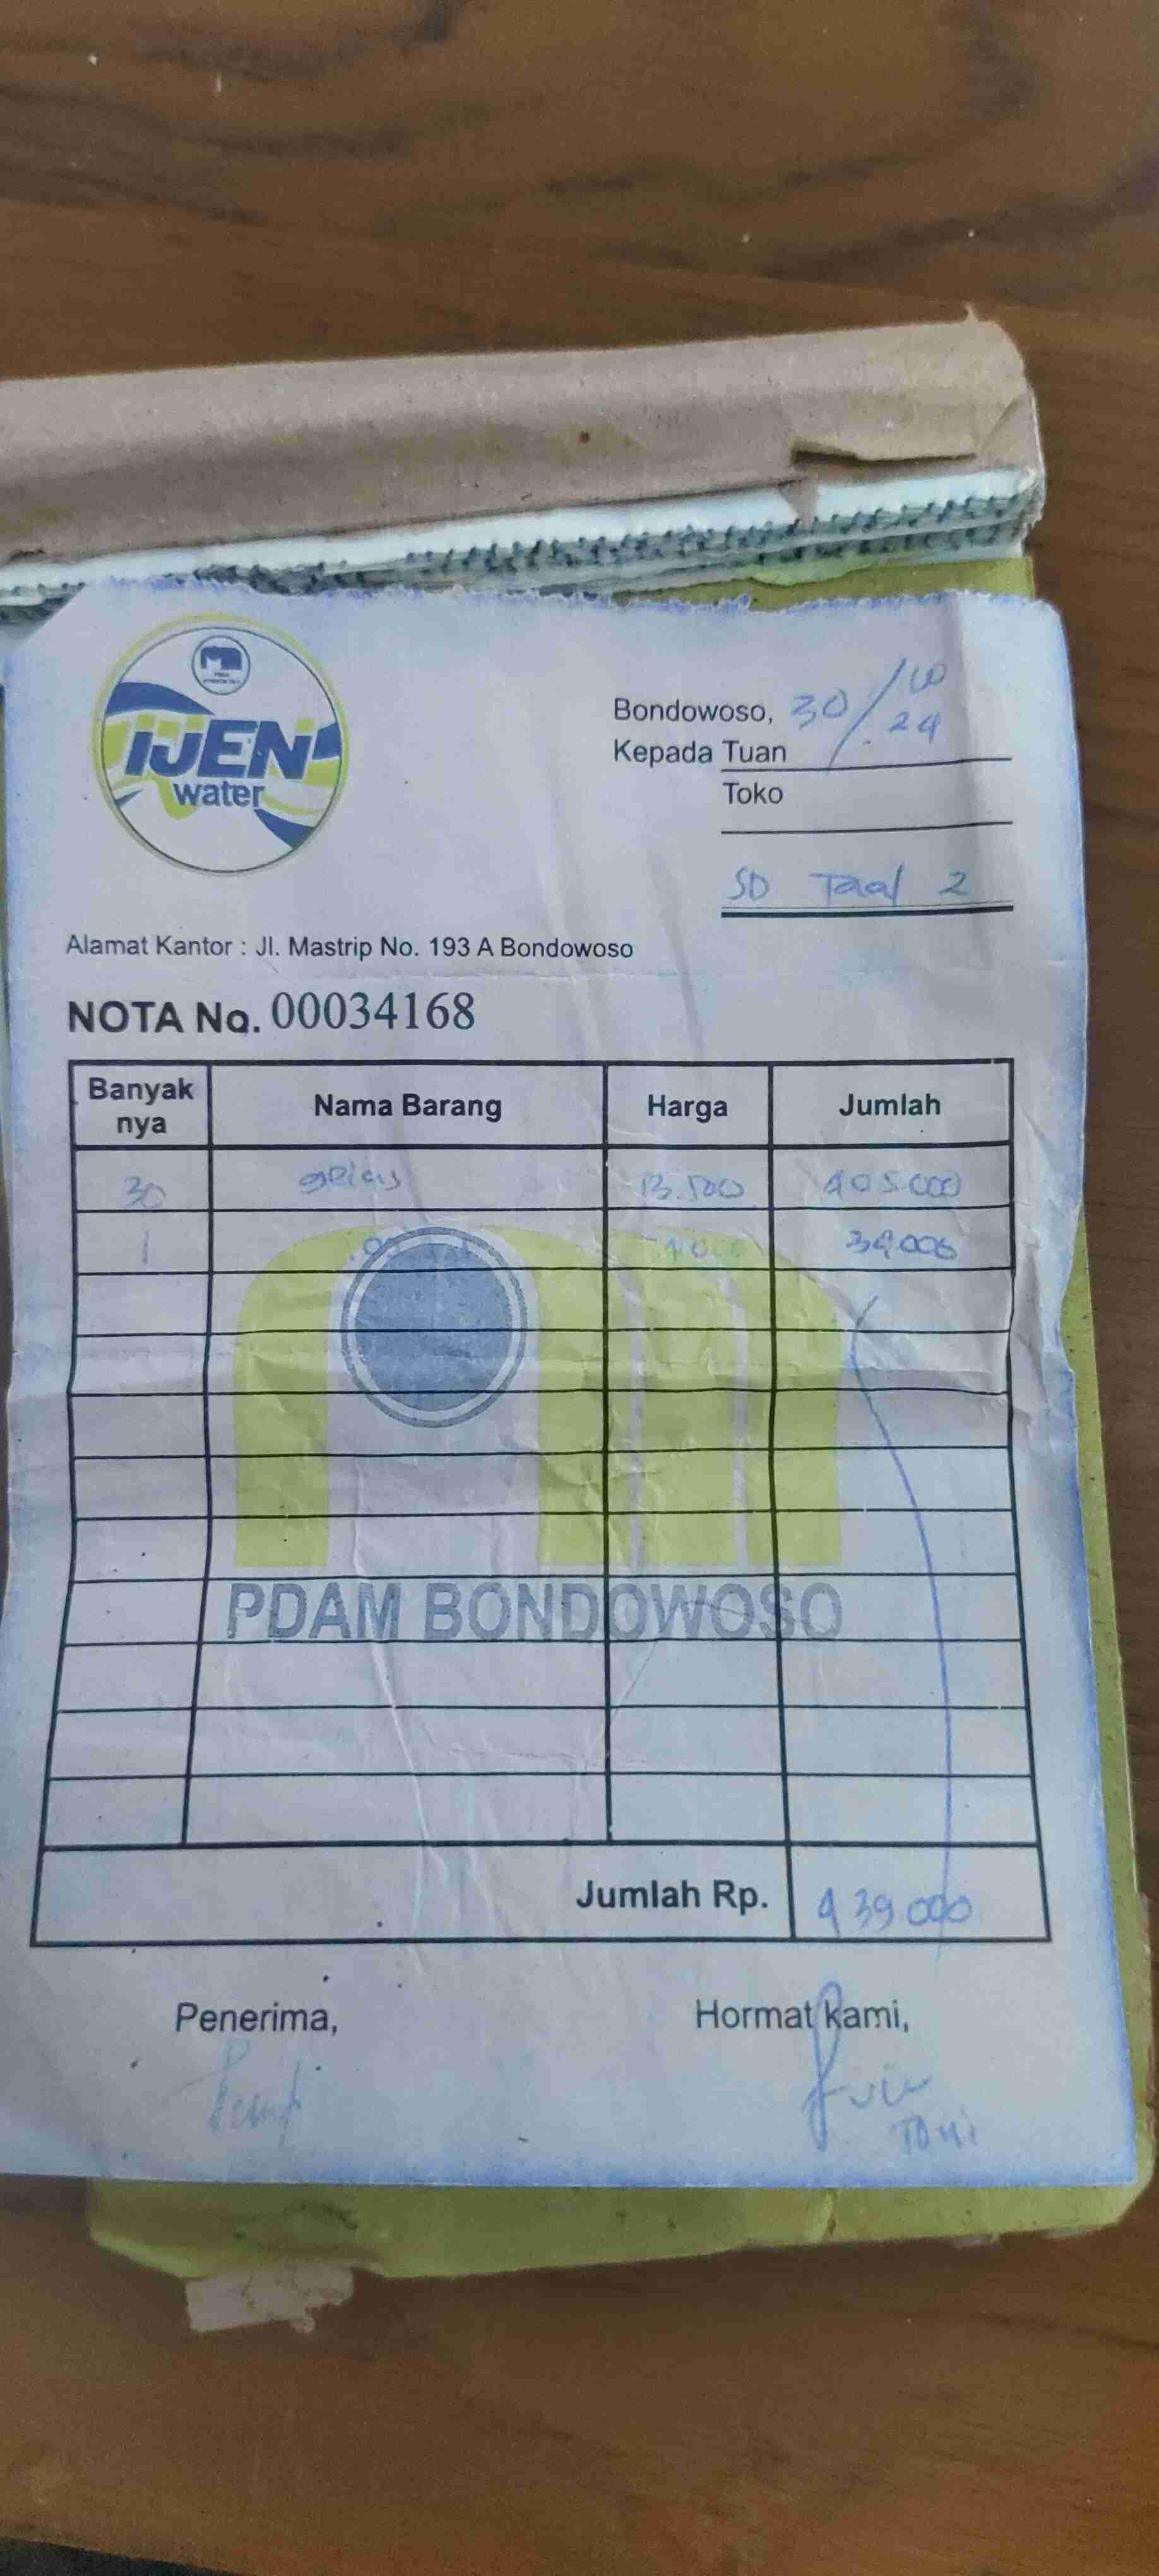 IJEN
water
Bondowoso, 30/10.24
Kepada Tuan
Toko
SD Taal 2
Alamat Kantor : Jl. Mastrip No. 193 A Bondowoso
NOTA No. 00034168
Banyak nya Nama Barang Harga Jumlah
30 gelas 13.500 405.000
1 34.000
PDAM BONDOWOSO
Jumlah Rp. 439 000
Penerima, Hormat kami,
Toni